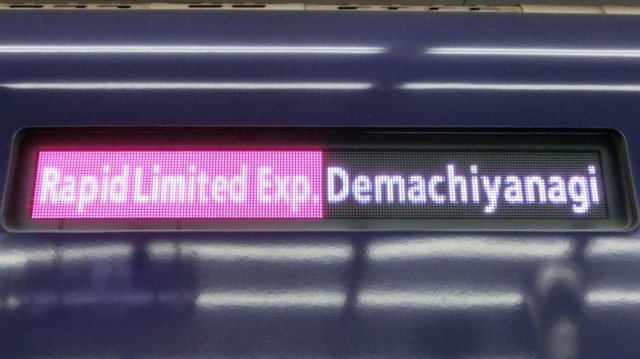 Rapid Limited Exp. Demachiyanagi